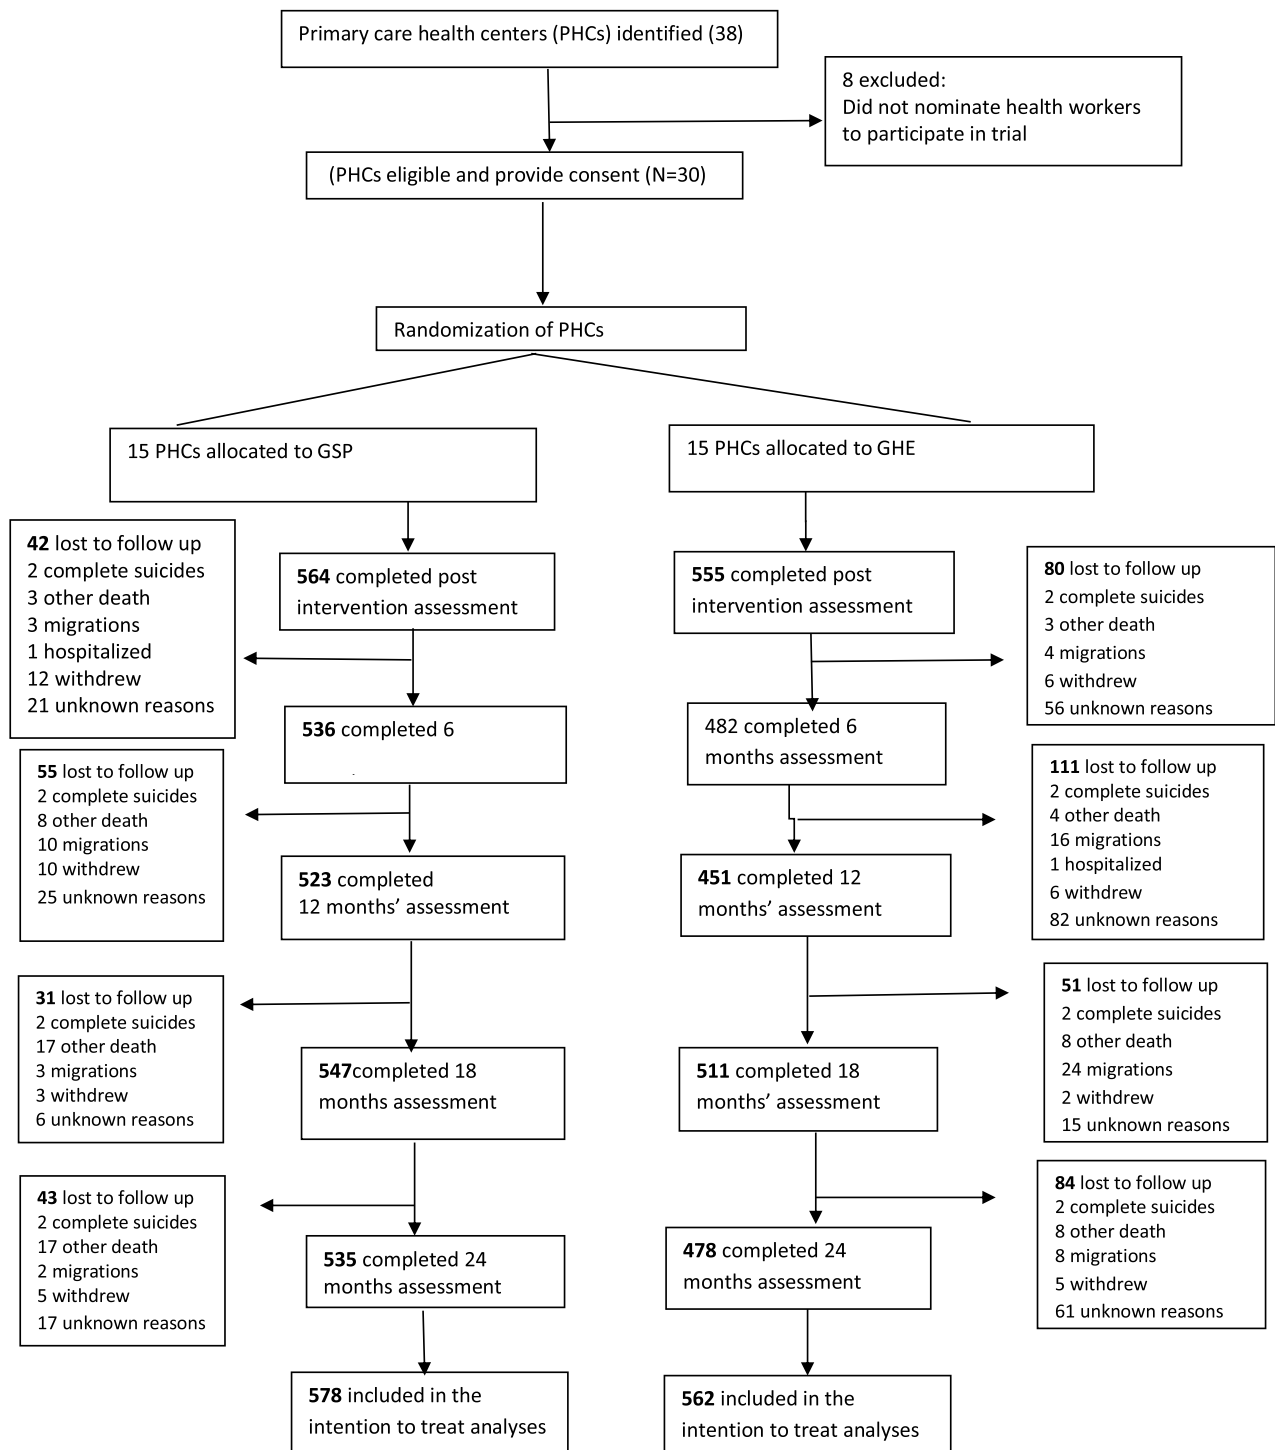 Primary care health centers (PHCs) identified (38)
8 excluded:
Did not nominate health workers
to participate in trial
(PHCs eligible and provide consent (N=30)
Randomization of PHCs
15 PHCs allocated to GSP
15 PHCs allocated to GHE
42 lost to follow up
2 complete suicides
3 other death
3 migrations
1 hospitalized
12 withdrew
21 unknown reasons
564 completed post
intervention assessment
555 completed post
intervention assessment
80 lost to follow up
2 complete suicides
3 other death
4 migrations
6 withdrew
56 unknown reasons
536 completed 6
482 completed 6
months assessment
55 lost to follow up
2 complete suicides
8 other death
10 migrations
10 withdrew
25 unknown reasons
111 lost to follow up
2 complete suicides
4 other death
16 migrations
1 hospitalized
6 withdrew
82 unknown reasons
523 completed
12 months’ assessment
451 completed 12
months’ assessment
31 lost to follow up
2 complete suicides
17 other death
3 migrations
3 withdrew
6 unknown reasons
51 lost to follow up
2 complete suicides
8 other death
24 migrations
2 withdrew
15 unknown reasons
547completed 18
months assessment
511 completed 18
months’ assessment
43 lost to follow up
2 complete suicides
17 other death
2 migrations
5 withdrew
17 unknown reasons
84 lost to follow up
2 complete suicides
8 other death
8 migrations
5 withdrew
61 unknown reasons
535 completed 24
months assessment
478 completed 24
months assessment
578 included in the
intention to treat analyses
562 included in the
intention to treat analyses